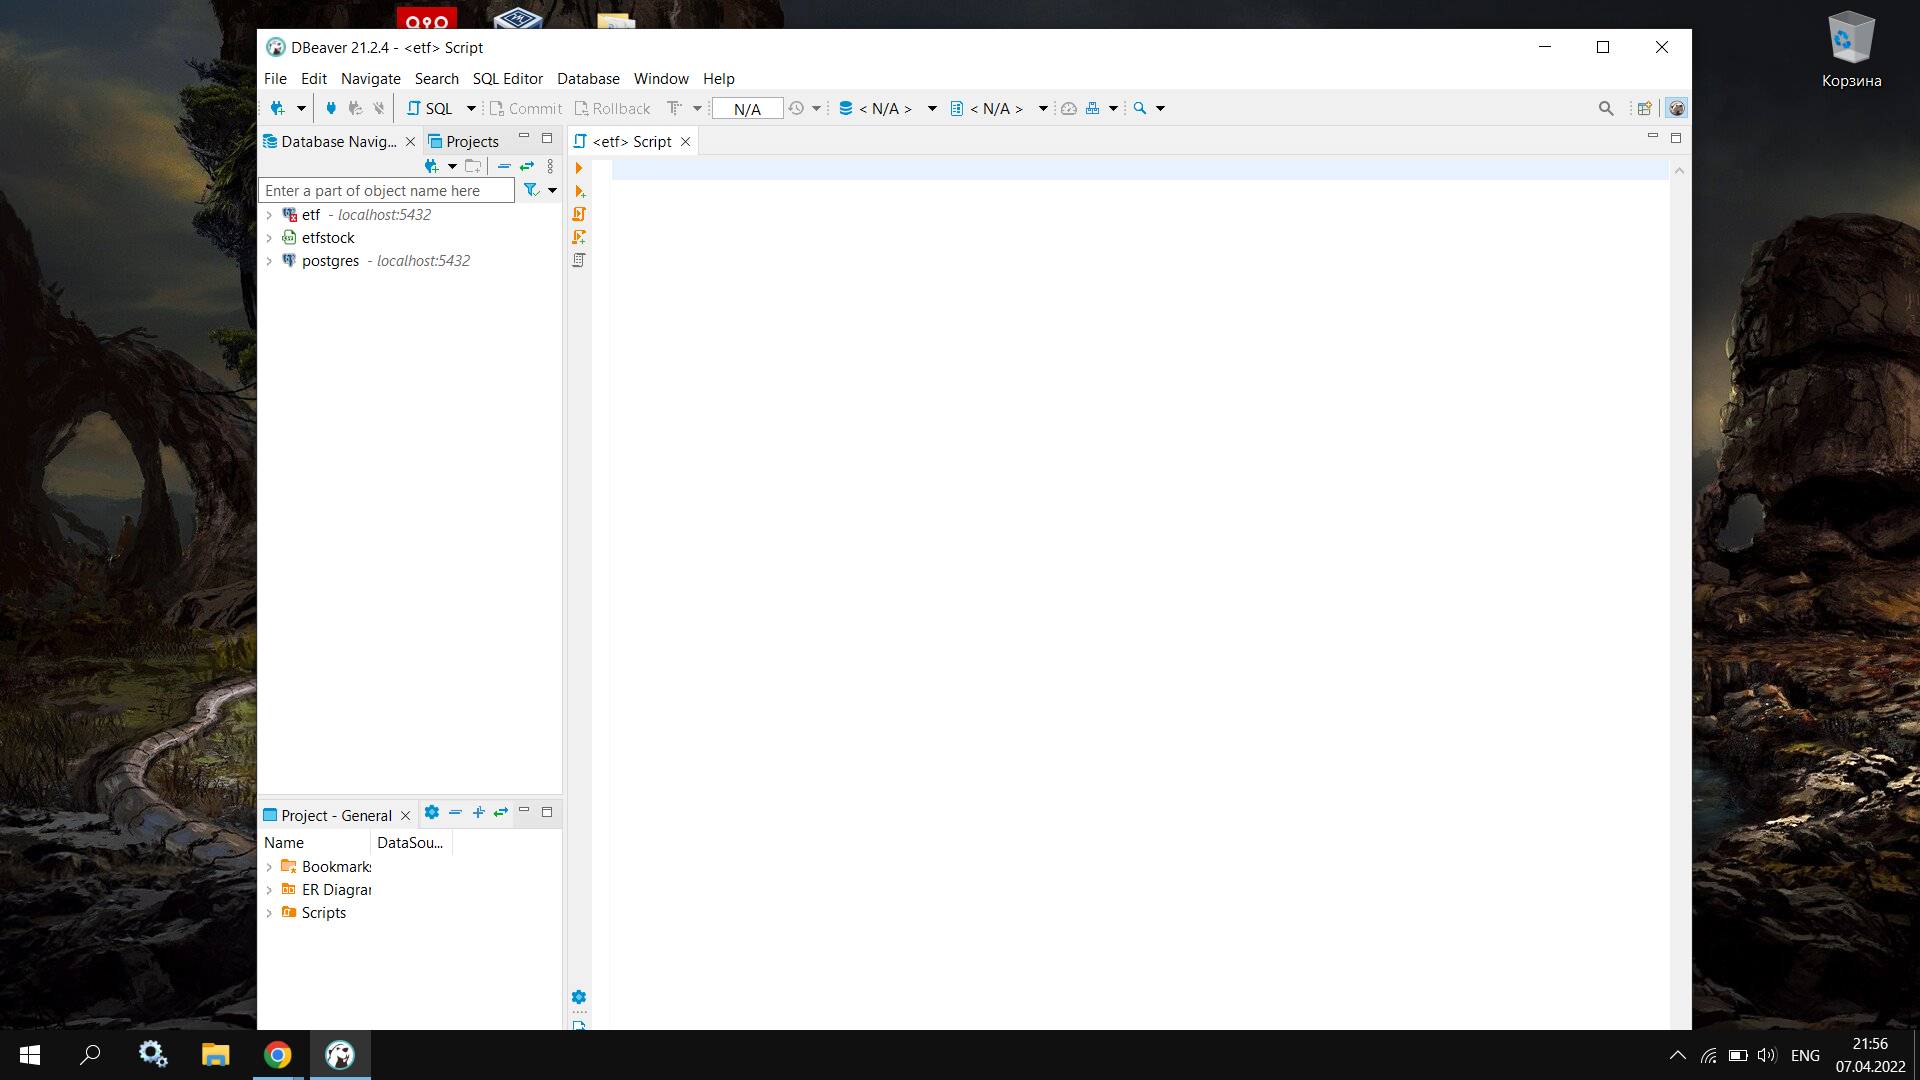 DBeaver 21.2.4 - <etf> Script
Корзина
File Edit Navigate Search SQL Editor Database Window Help
SQL Commit Rollback N/A < N/A > < N/A >
Database Navig... Projects
<etf> Script
Enter a part of object name here
etf - localhost:5432
etfstock
postgres - localhost:5432
Project - General
Name DataSou...
Bookmarks
ER Diagrar
Scripts
ENG
21:56
07.04.2022